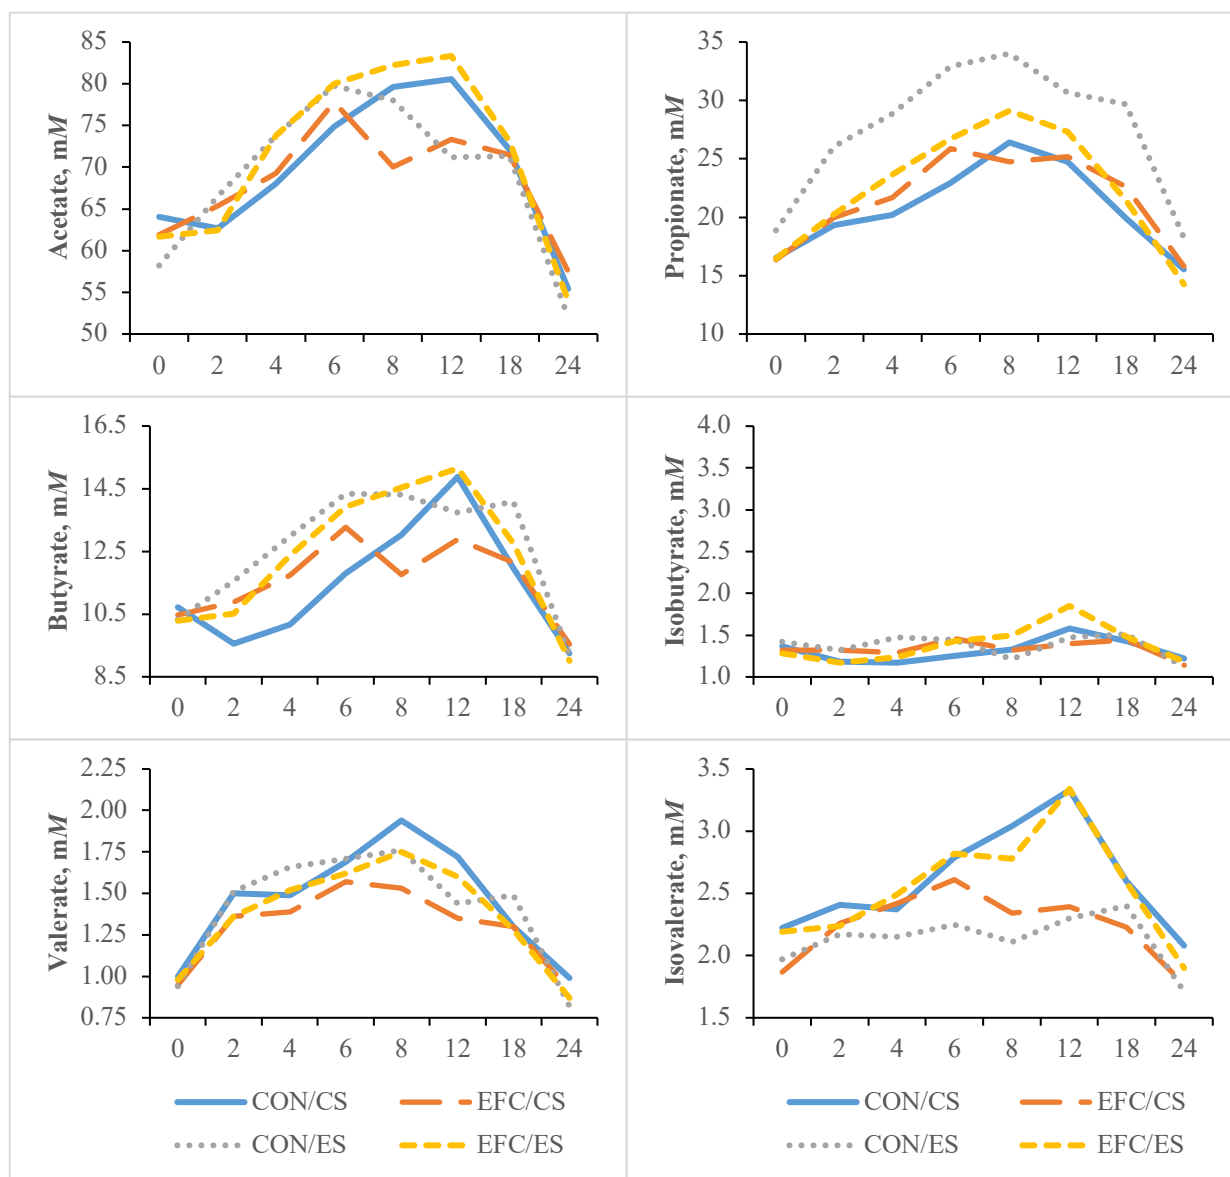 Acetate, mM
85
80
75
70
65
60
55
50
0 2 4 6 8 12 18 24
Propionate, mM
35
30
25
20
15
10
0 2 4 6 8 12 18 24
Butyrate, mM
16.5
14.5
12.5
10.5
8.5
0 2 4 6 8 12 18 24
Isobutyrate, mM
4.0
3.5
3.0
2.5
2.0
1.5
1.0
0 2 4 6 8 12 18 24
Valerate, mM
2.25
2.00
1.75
1.50
1.25
1.00
0.75
0 2 4 6 8 12 18 24
CON/CS EFC/CS
CON/ES EFC/ES
Isovalerate, mM
3.5
3.0
2.5
2.0
1.5
0 2 4 6 8 12 18 24
CON/CS EFC/CS
CON/ES EFC/ES